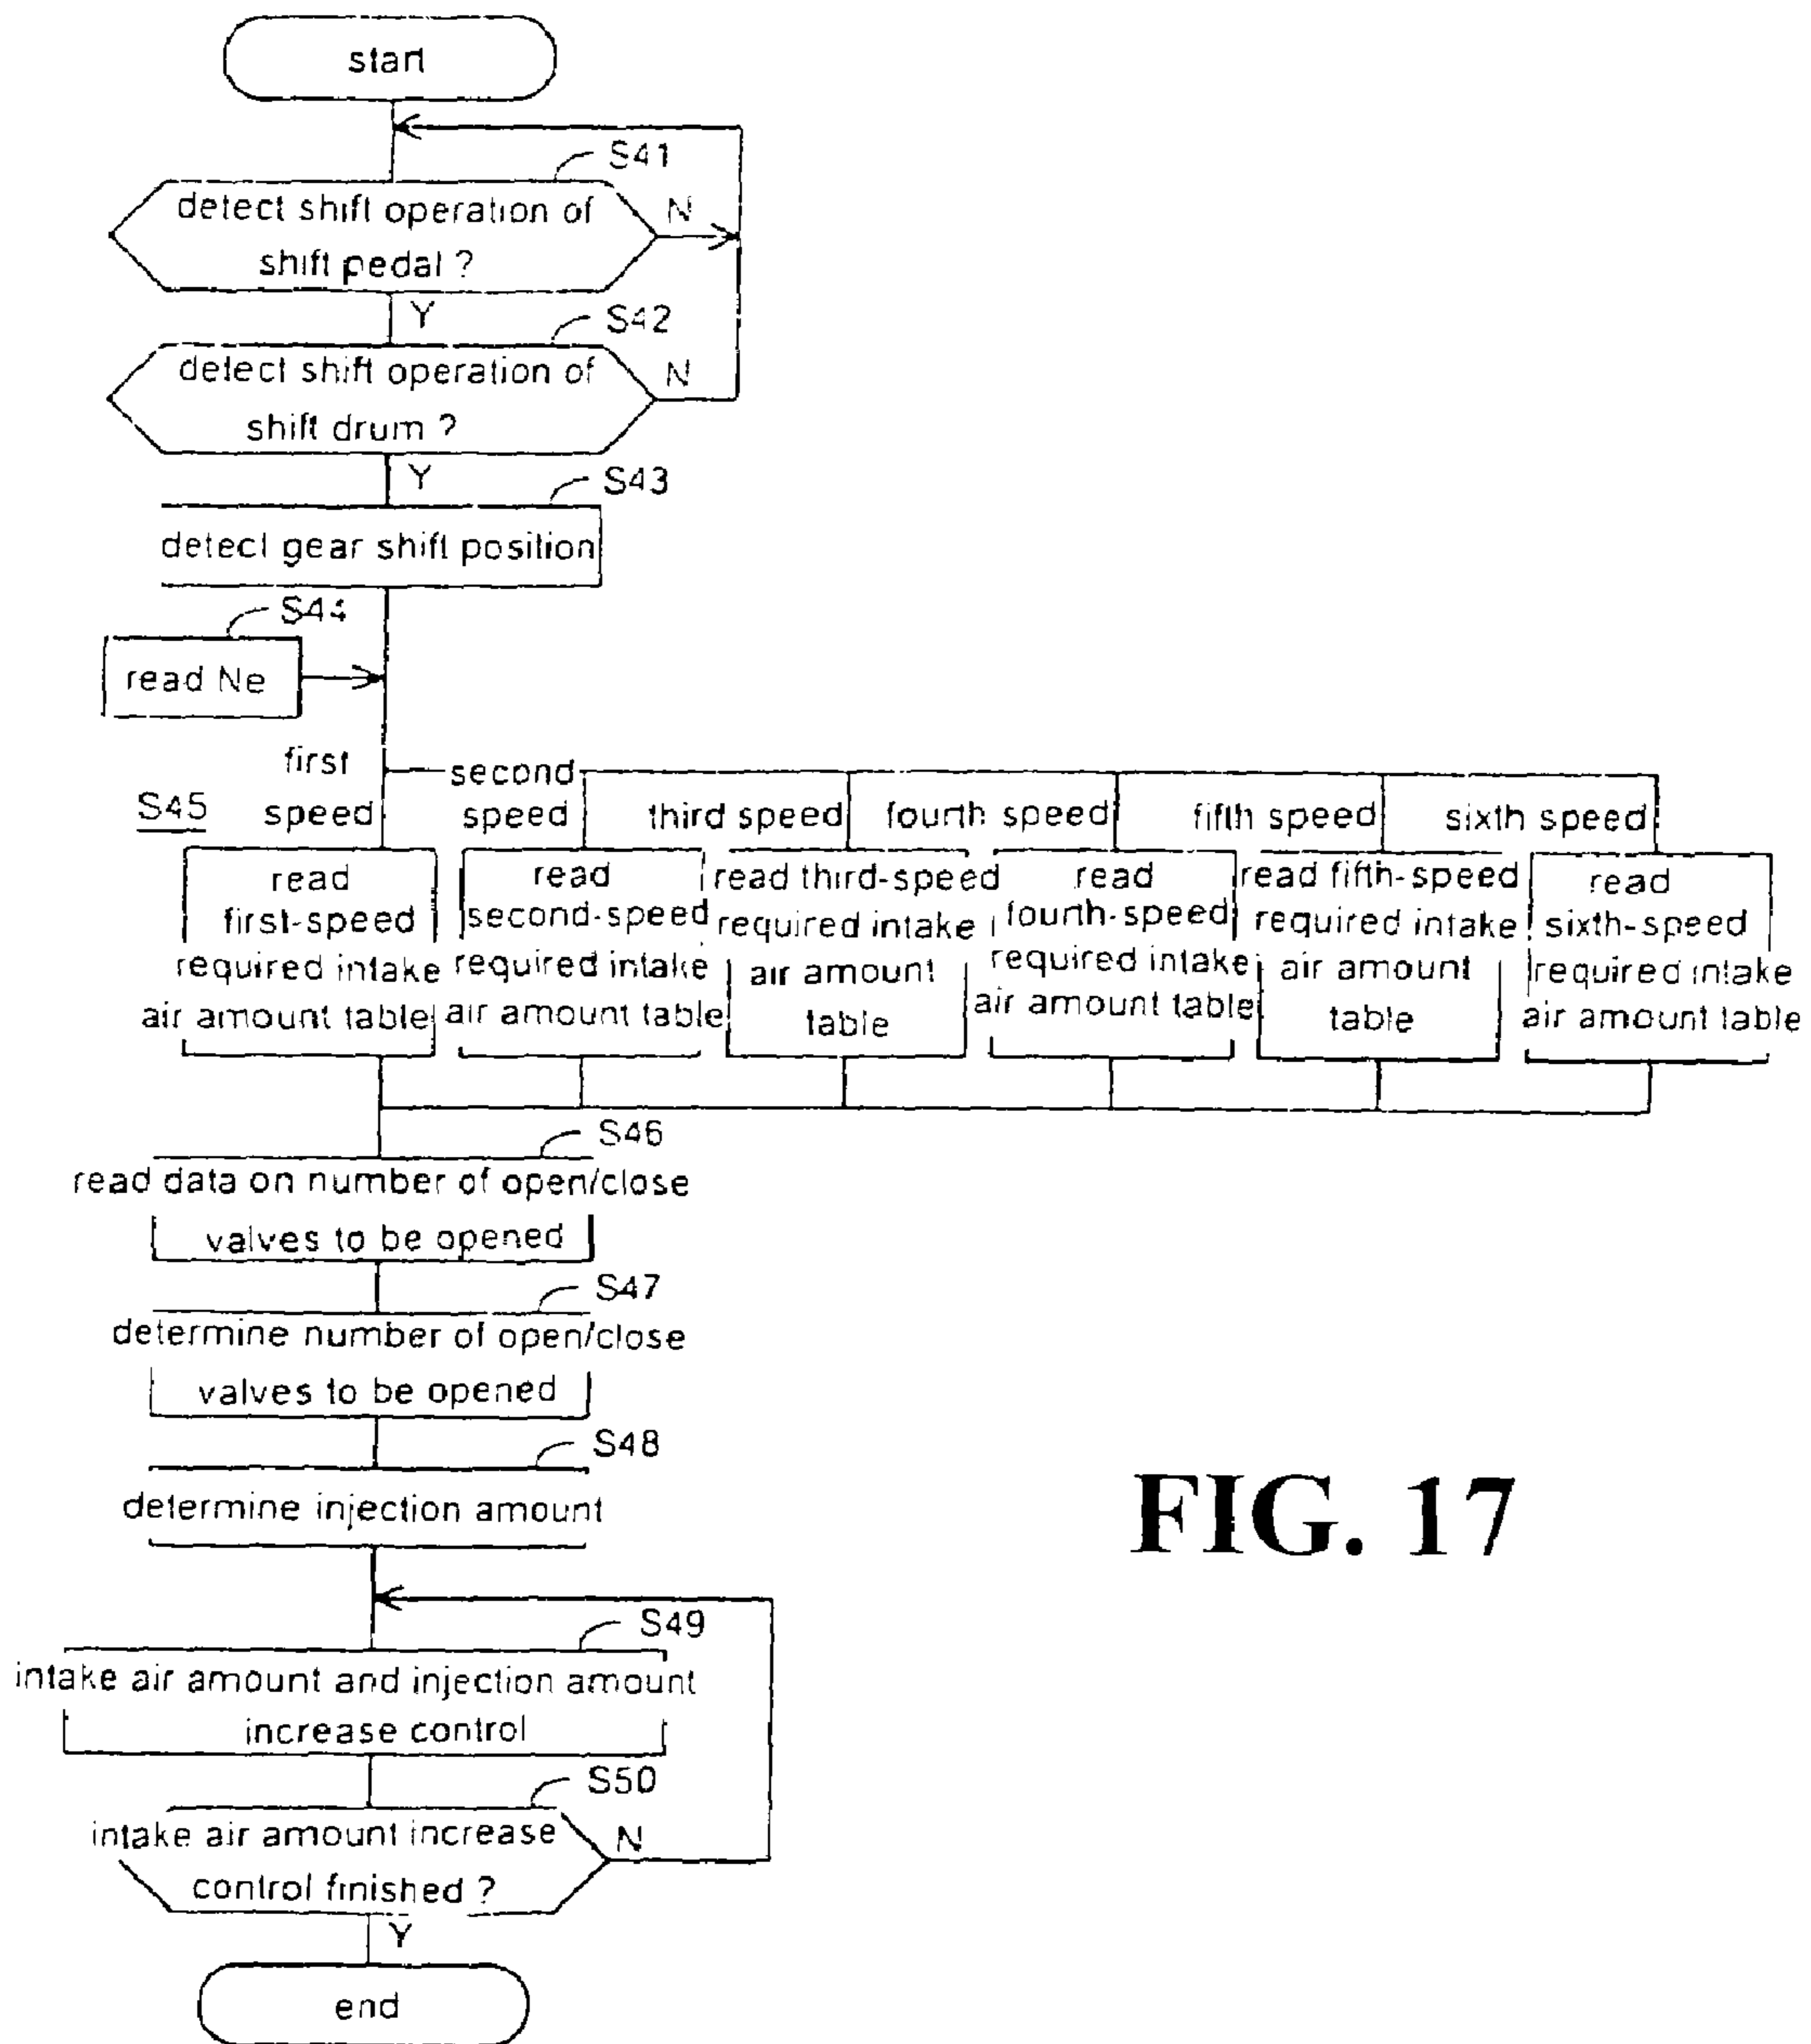 start
S41
detect shift operation of
shift pedal ?
N
Y
S42
detect shift operation of
shift drum ?
N
Y
S43
detect gear shift position
S44
read Ne
S45
first
speed
second
speed
third speed
fourth speed
fifth speed
sixth speed
read
first-speed
required intake
air amount table
read
second-speed
required intake
air amount table
read third-speed
required intake
air amount
table
read
fourth-speed
required intake
air amount table
read fifth-speed
required intake
air amount
table
read
sixth-speed
required intake
air amount table
S46
read data on number of open/close
valves to be opened
S47
determine number of open/close
valves to be opened
S48
determine injection amount
S49
intake air amount and injection amount
increase control
S50
intake air amount increase
control finished ?
N
Y
end
FIG. 17